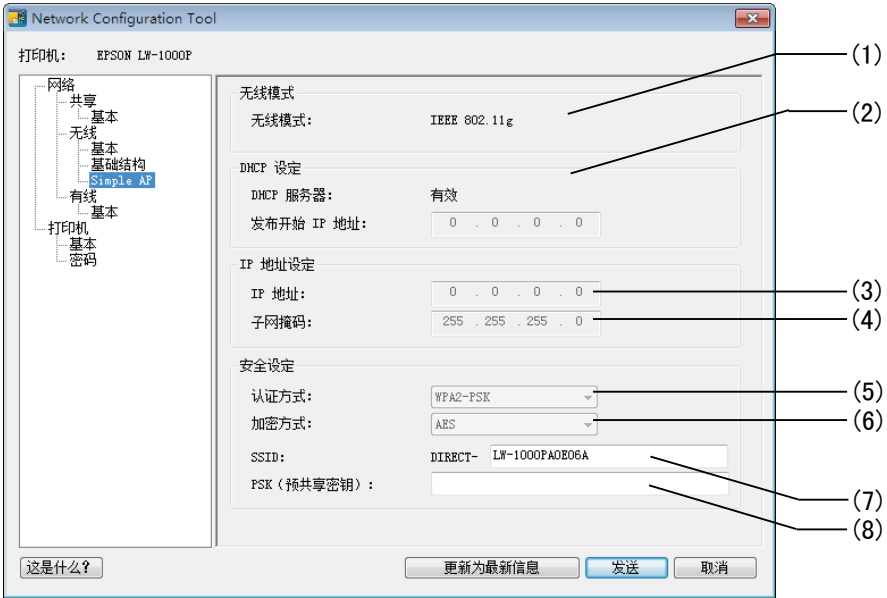 Network Configuration Tool
打印机： EPSON LW-1000P
网络
共享
基本
无线
基本
基础结构
Simple AP
有线
基本
打印机
基本
密码
无线模式
无线模式： IEEE 802.11g
DHCP 设定
DHCP 服务器： 有效
发布开始 IP 地址： 0 . 0 . 0 . 0
IP 地址设定
IP 地址： 0 . 0 . 0 . 0
子网掩码： 255 . 255 . 255 . 0
安全设定
认证方式： WPA2-PSK
加密方式： AES
SSID： DIRECT- LW-1000PA0E06A
PSK（预共享密钥）：
这是什么？ 更新为最新信息 发送 取消
(1)
(2)
(3)
(4)
(5)
(6)
(7)
(8)